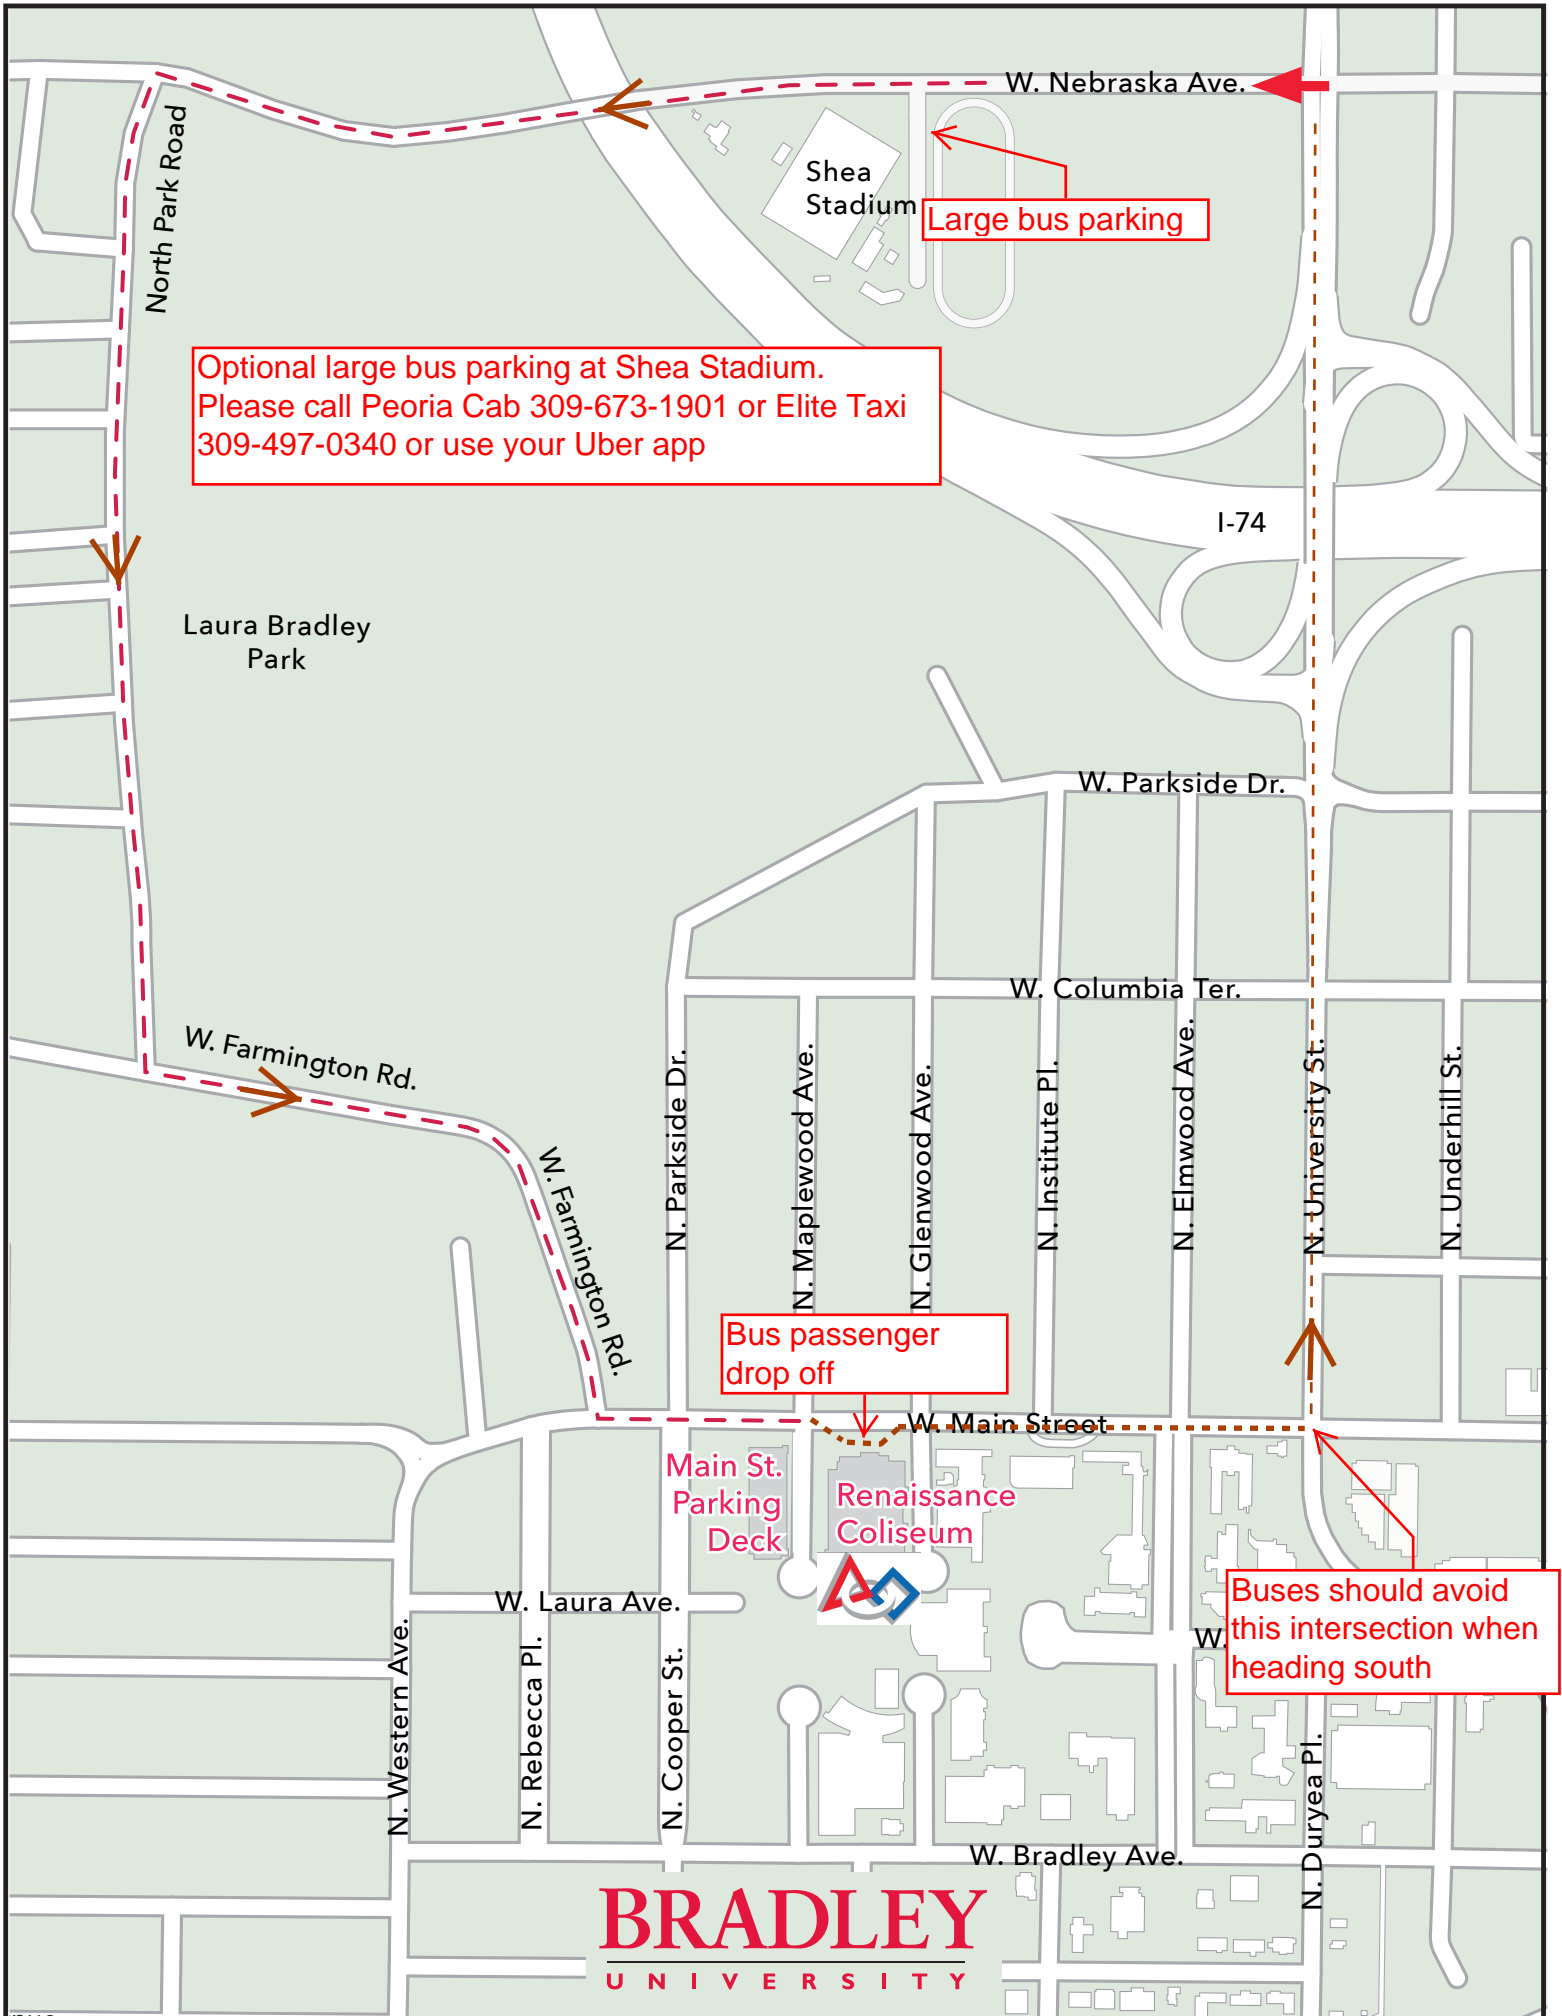 W. Nebraska Ave.
North Park Road
Shea
Stadium
Large bus parking
Optional large bus parking at Shea Stadium.
Please call Peoria Cab 309-673-1901 or Elite Taxi
309-497-0340 or use your Uber app
I-74
Laura Bradley
Park
W. Parkside Dr.
W. Columbia Ter.
W. Farmington Rd.
W. Farmington Rd.
N. Parkside Dr.
N. Maplewood Ave.
N. Glenwood Ave.
N. Institute Pl.
N. Elmwood Ave.
N. University St.
N. Underhill St.
Bus passenger
drop off
W. Main Street
Main St.
Parking
Deck
Renaissance
Coliseum
W. Laura Ave.
W.
Buses should avoid
this intersection when
heading south
N. Western Ave.
N. Rebecca Pl.
N. Cooper St.
N. Duryea Pl.
W. Bradley Ave.
BRADLEY
UNIVERSITY